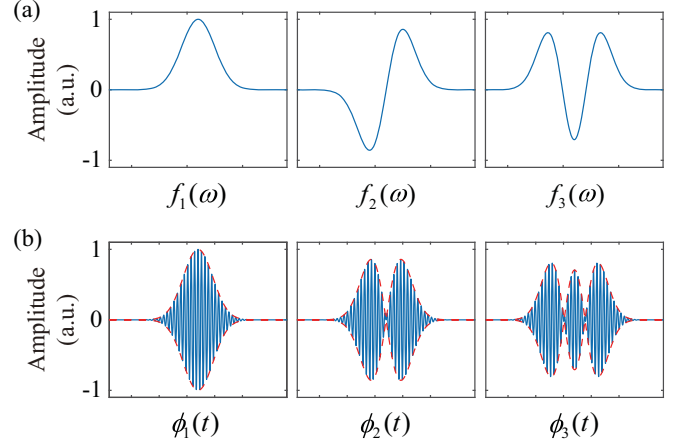 (a)
Amplitude
(a.u.)
1
0
-1
f₁(ω)
f₂(ω)
f₃(ω)
(b)
Amplitude
(a.u.)
1
0
-1
ϕ₁(t)
ϕ₂(t)
ϕ₃(t)